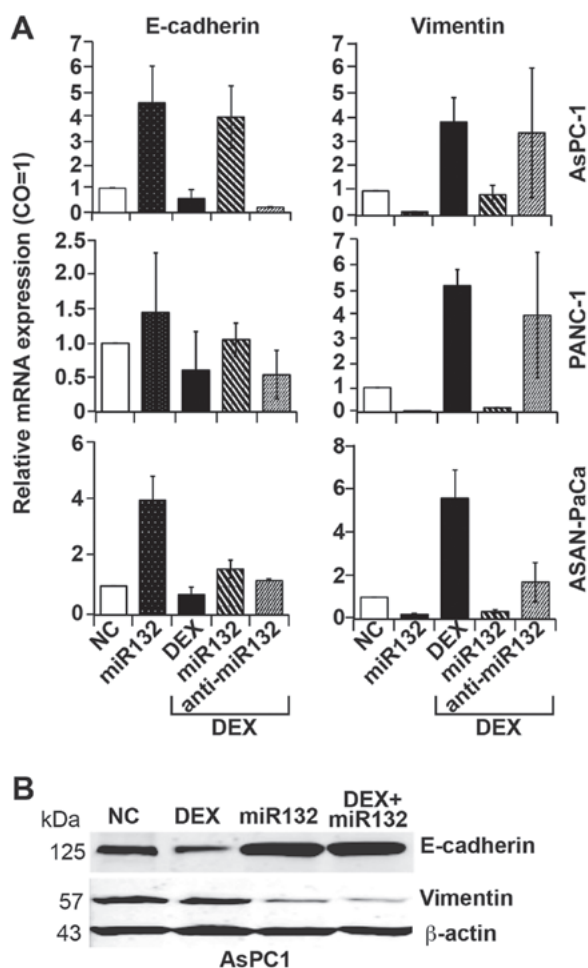 A
E-cadherin
Vimentin
Relative mRNA expression (CO=1)
7
6
5
4
3
2
1
0
7
6
5
4
3
2
1
0
AsPC-1
2.5
2.0
1.5
1.0
0.5
0
7
6
5
4
3
2
1
0
PANC-1
6
4
2
0
8
6
4
2
0
ASAN-PaCa
NC
miR132
DEX
miR132
anti-miR132
DEX
NC
miR132
DEX
miR132
anti-miR132
DEX
B
kDa
NC
DEX
miR132
DEX+
miR132
125
E-cadherin
57
Vimentin
43
β-actin
AsPC1